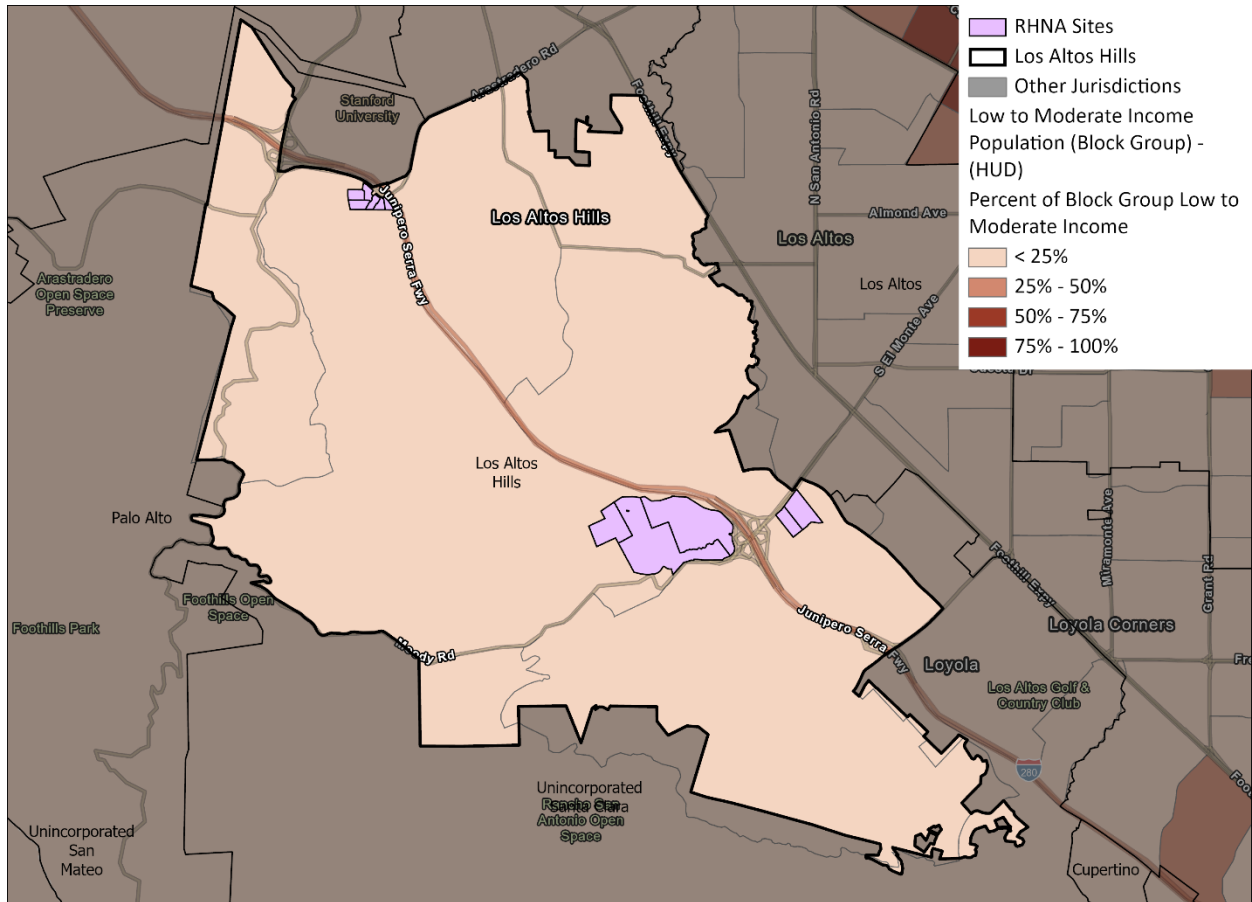 RHNA Sites
Los Altos Hills
Other Jurisdictions
Low to Moderate Income
Population (Block Group) -
(HUD)
Percent of Block Group Low to
Moderate Income
< 25%
25% - 50%
50% - 75%
75% - 100%
Arastradero Rd
Stanford
University
Foothill Expy
N San Antonio Rd
Junipero Serra Fwy
Los Altos Hills
Almond Ave
Los Altos
Los Altos
Arastradero
Open Space
Preserve
S El Monte Ave
Los Altos
Hills
Palo Alto
Miramonte Ave
Grant Rd
Foothill Expy
Foothills Open
Space
Foothills Park
Junipero Serra Fwy
Loyola Corners
Moody Rd
Loyola
Los Altos Golf &
Country Club
280
Unincorporated
Santa Clara
Rancho San
Antonio Open
Space
Unincorporated
San
Mateo
Cupertino